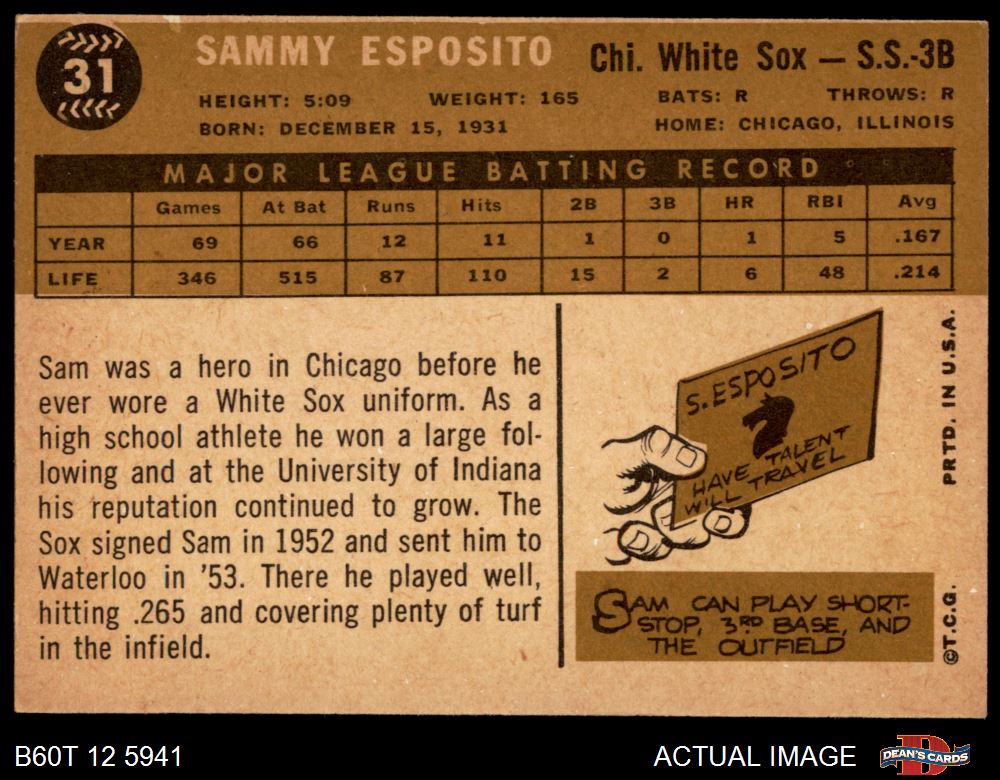 31
SAMMY ESPOSITO
Chi. White Sox — S.S.-3B
HEIGHT: 5:09 WEIGHT: 165 BATS: R THROWS: R
BORN: DECEMBER 15, 1931 HOME: CHICAGO, ILLINOIS
MAJOR LEAGUE BATTING RECORD
Games At Bat Runs Hits 2B 3B HR RBI Avg
YEAR 69 66 12 11 1 0 1 5 .167
LIFE 346 515 87 110 15 2 6 48 .214
Sam was a hero in Chicago before he
ever wore a White Sox uniform. As a
high school athlete he won a large fol-
lowing and at the University of Indiana
his reputation continued to grow. The
Sox signed Sam in 1952 and sent him to
Waterloo in '53. There he played well,
hitting .265 and covering plenty of turf
in the infield.
S. ESPOSITO
HAVE TALENT
WILL TRAVEL
SAM CAN PLAY SHORT-
STOP, 3RD BASE, AND
THE OUTFIELD
PRTD. IN U.S.A.
©T.C.G.
B60T 12 5941
ACTUAL IMAGE
DEAN'S CARDS